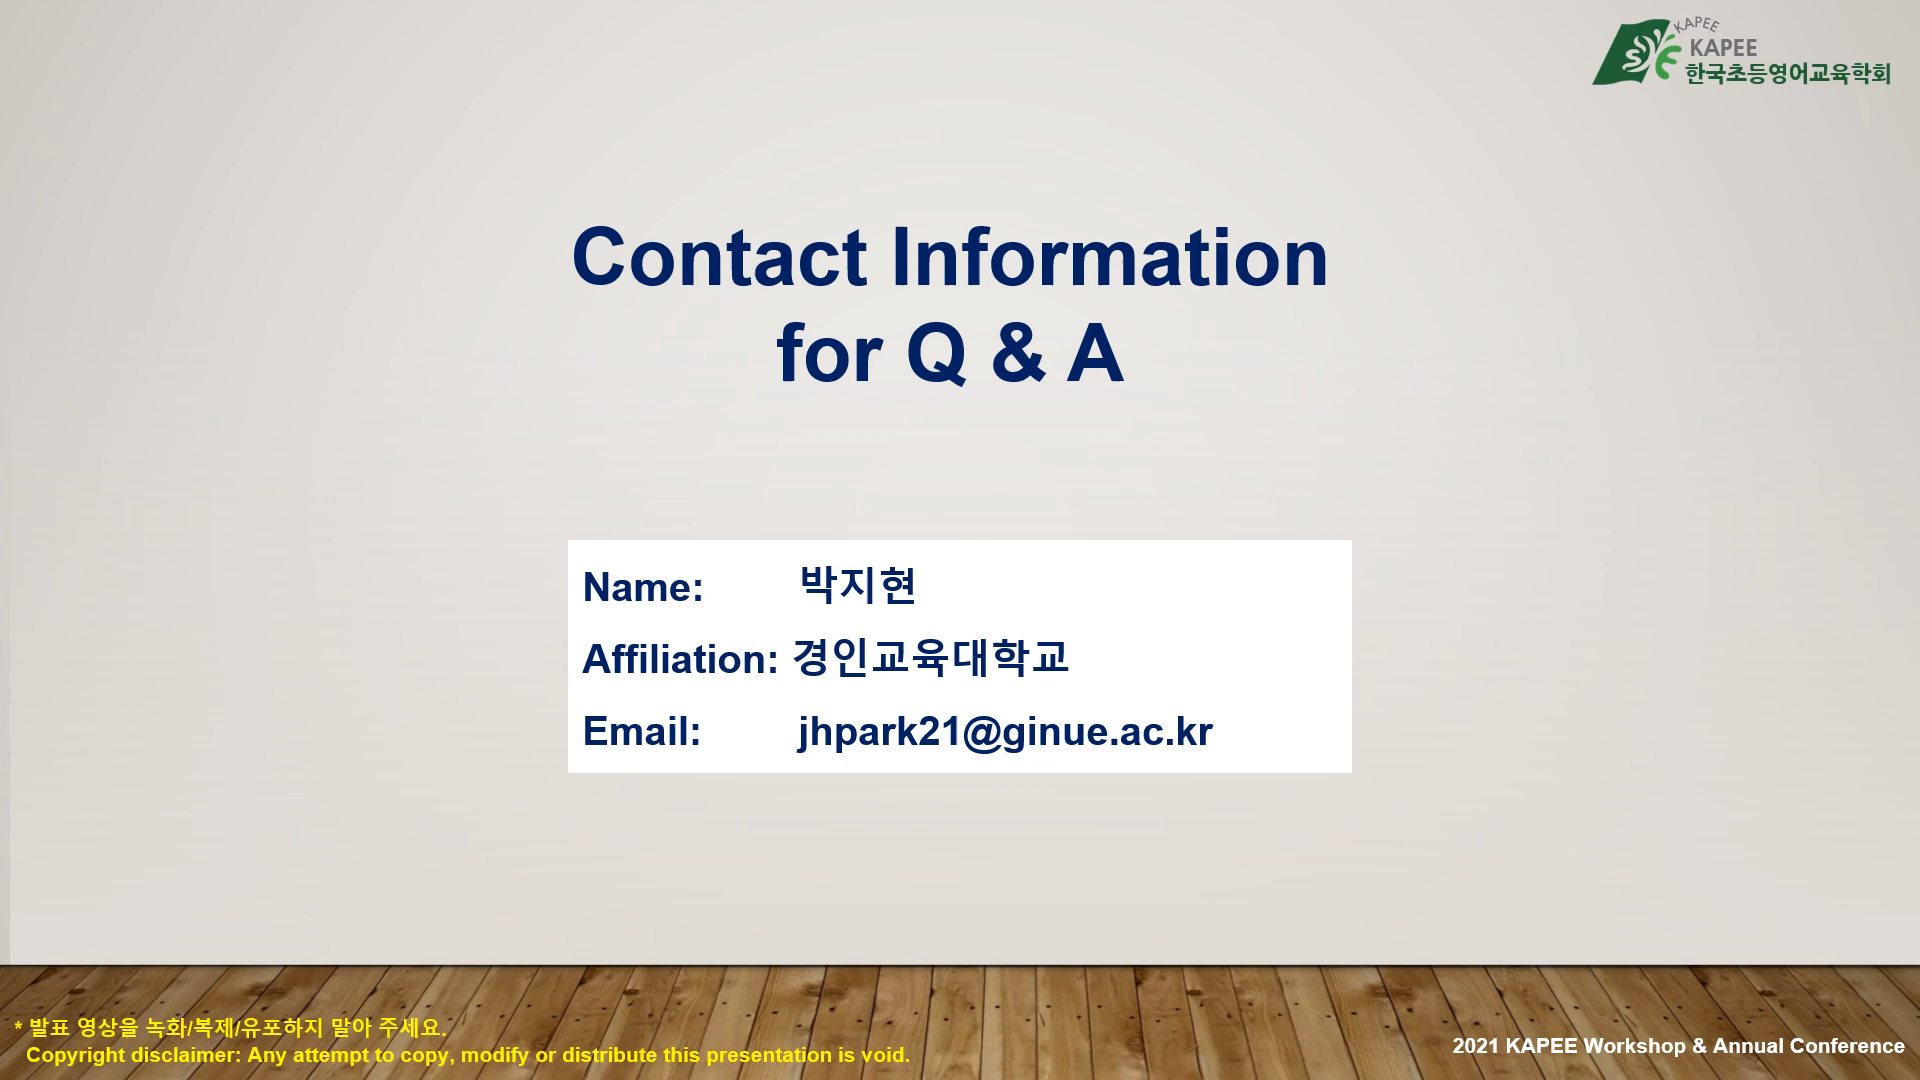 KAPEE
KAPEE
한국초등영어교육학회
Contact Information
for Q & A
Name: 박지현
Affiliation: 경인교육대학교
Email: jhpark21@ginue.ac.kr
* 발표 영상을 녹화/복제/유포하지 말아 주세요.
Copyright disclaimer: Any attempt to copy, modify or distribute this presentation is void.
2021 KAPEE Workshop & Annual Conference